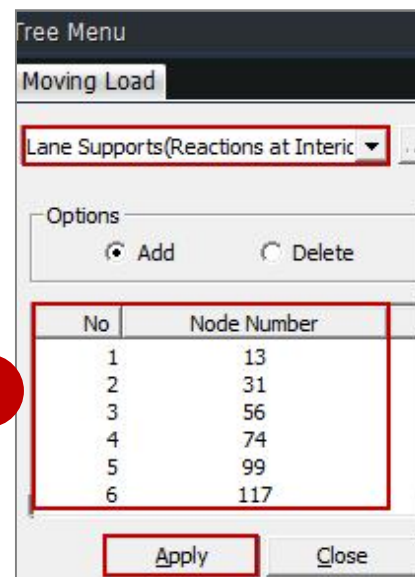 Tree Menu
Moving Load
Lane Supports(Reactions at Interic
Options
Add Delete
No Node Number
1 13
2 31
3 56
4 74
5 99
6 117
Apply Close